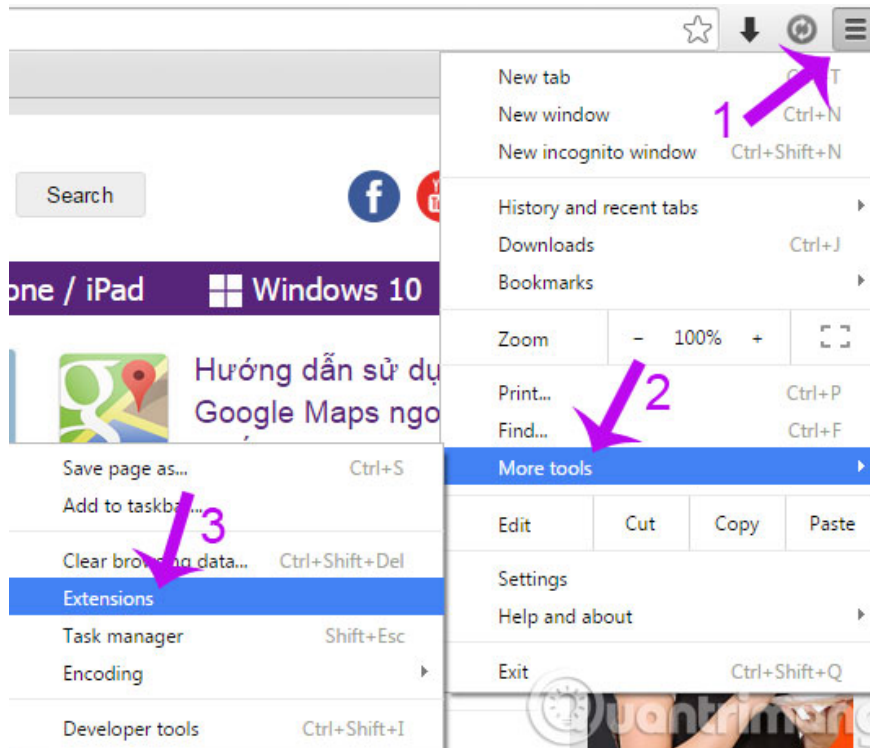 New tab
1
T
New window Ctrl+N
New incognito window Ctrl+Shift+N
Search
f
History and recent tabs
Downloads Ctrl+J
Bookmarks
one / iPad Windows 10
Zoom - 100% +
Hướng dẫn sử dụ
Google Maps ngo
g
Print... Ctrl+P
2
Find... Ctrl+F
More tools
Save page as... Ctrl+S
Add to taskba...
3
Edit Cut Copy Paste
Clear browsing data... Ctrl+Shift+Del
Extensions
Settings
Task manager Shift+Esc
Help and about
Encoding
Exit Ctrl+Shift+Q
Developer tools Ctrl+Shift+I
Quantrimang